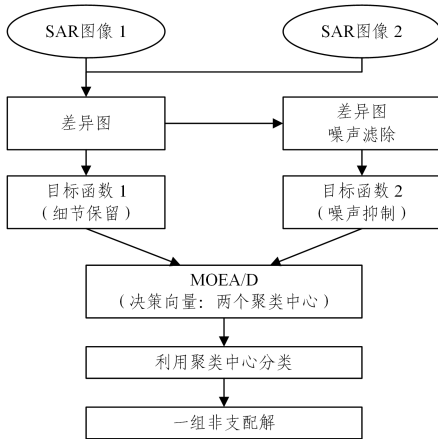 SAR图像 1
SAR图像 2
差异图
差异图
噪声滤除
目标函数 1
(细节保留)
目标函数 2
(噪声抑制)
MOEA/D
(决策向量：两个聚类中心)
利用聚类中心分类
一组非支配解